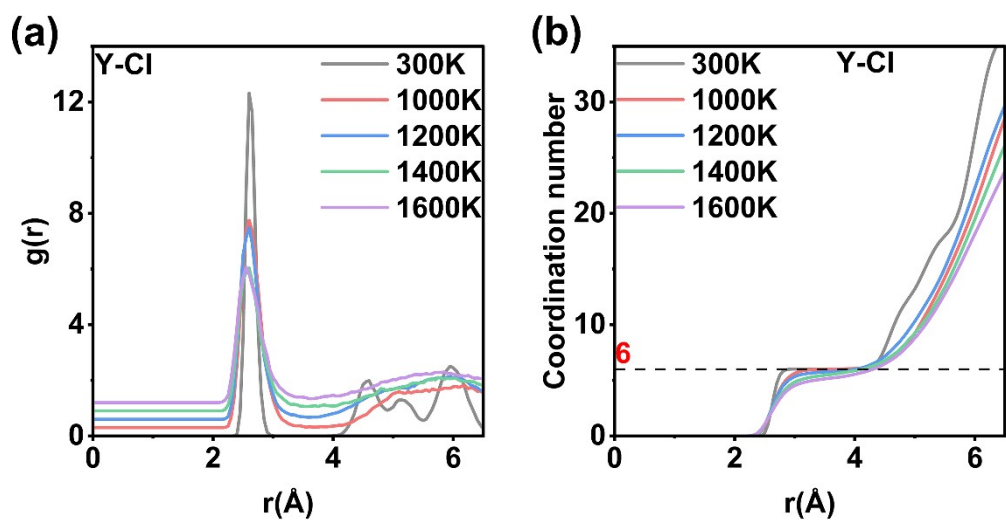 (a)
Y-Cl
300K
1000K
1200K
1400K
1600K
12
8
4
0
g(r)
0 2 4 6
r(Å)
(b)
Y-Cl
300K
1000K
1200K
1400K
1600K
30
20
10
6
0
Coordination number
0 2 4 6
r(Å)